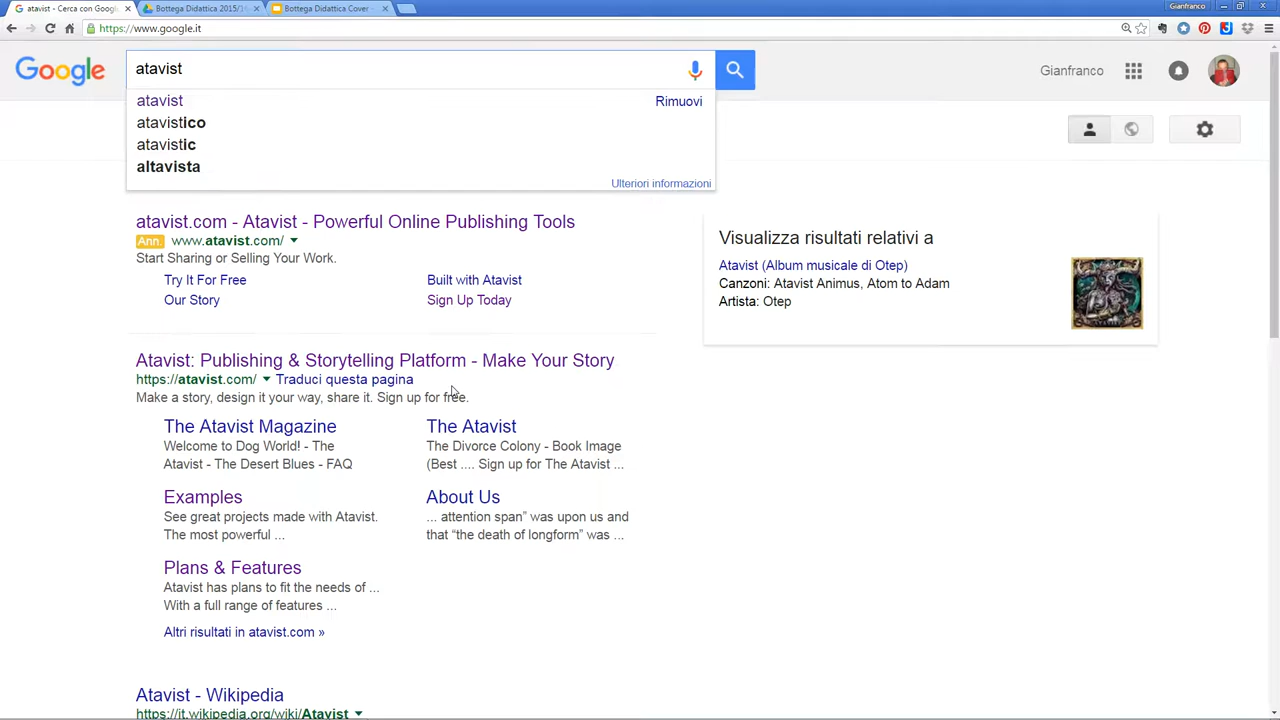 atavist - Cerca con Google
Bottega Didattica 2015/1
Bottega Didattica Cover -
Gianfranco
https://www.google.it
Google
atavist
Gianfranco
atavist
Rimuovi
atavistico
atavistic
altavista
Ulteriori informazioni
atavist.com - Atavist - Powerful Online Publishing Tools
Ann. www.atavist.com/
Start Sharing or Selling Your Work.
Try It For Free
Built with Atavist
Our Story
Sign Up Today
Visualizza risultati relativi a
Atavist (Album musicale di Otep)
Canzoni: Atavist Animus, Atom to Adam
Artista: Otep
Atavist: Publishing & Storytelling Platform - Make Your Story
https://atavist.com/ Traduci questa pagina
Make a story, design it your way, share it. Sign up for free.
The Atavist Magazine
Welcome to Dog World! - The
Atavist - The Desert Blues - FAQ
The Atavist
The Divorce Colony - Book Image
(Best .... Sign up for The Atavist ...
Examples
See great projects made with Atavist.
The most powerful ...
About Us
... attention span” was upon us and
that “the death of longform” was ...
Plans & Features
Atavist has plans to fit the needs of ...
With a full range of features ...
Altri risultati in atavist.com »
Atavist - Wikipedia
https://it.wikipedia.org/wiki/Atavist